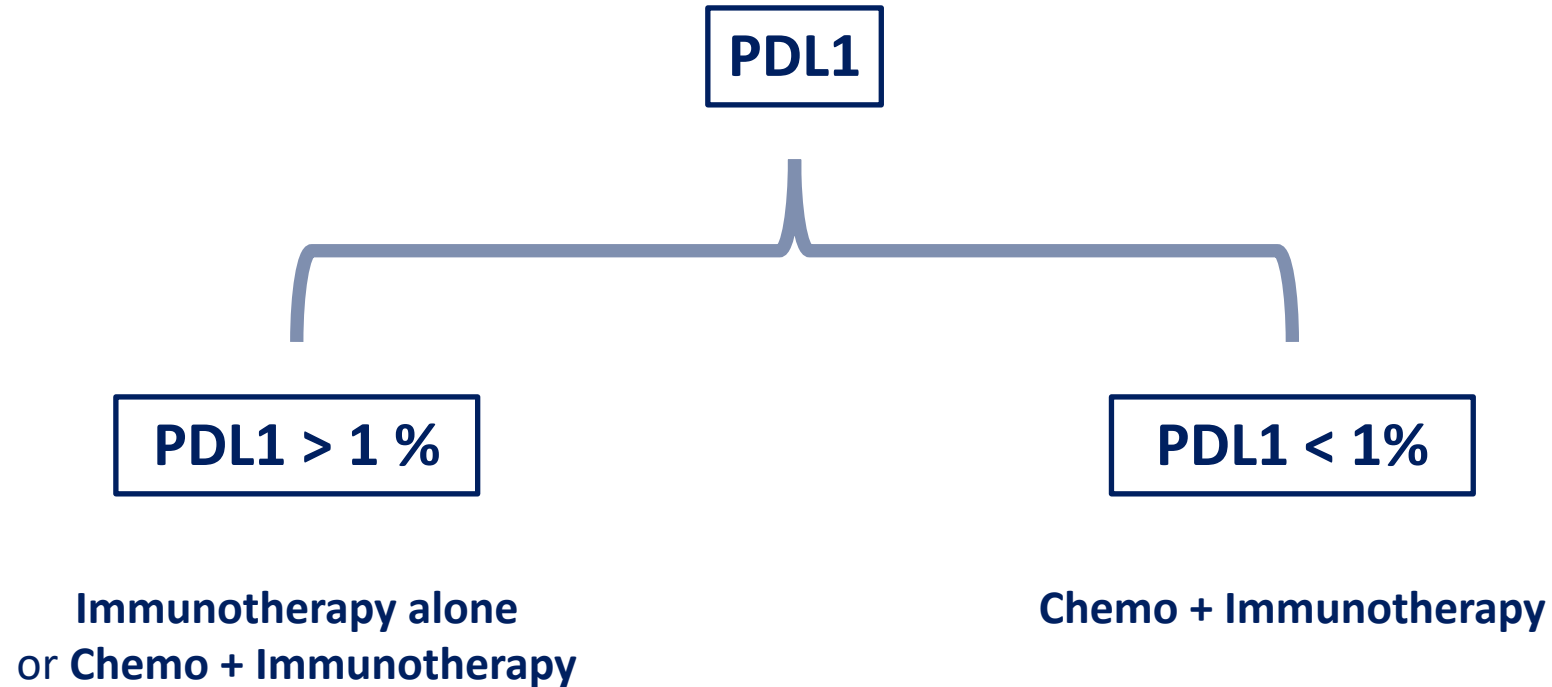 PDL1
PDL1 > 1 %
PDL1 < 1%
Immunotherapy alone
or Chemo + Immunotherapy
Chemo + Immunotherapy